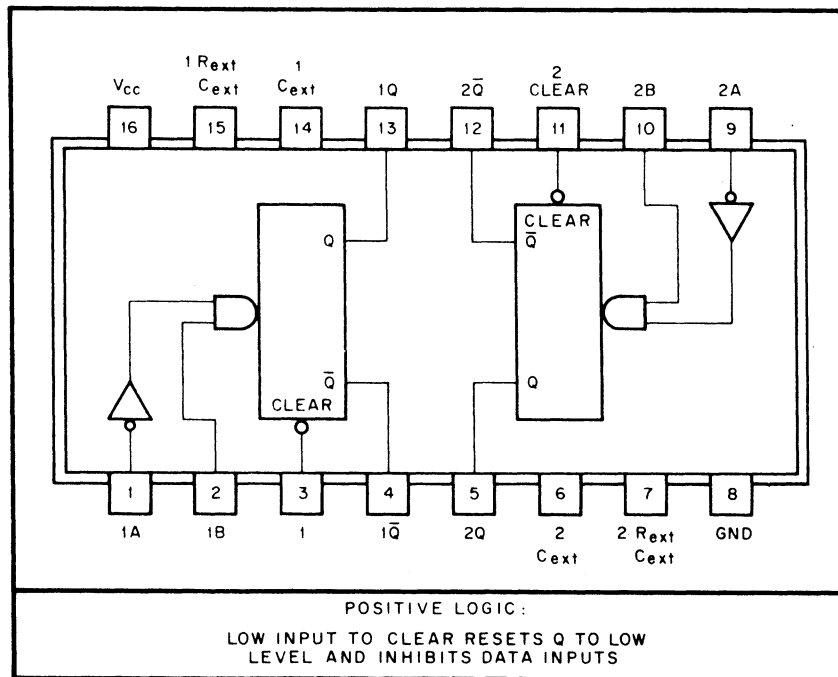 1 Rext 1
VCC Cext Cext 1Q 2Q̅ 2 CLEAR 2B 2A
16 15 14 13 12 11 10 9
CLEAR
Q Q̅
Q̅ Q
CLEAR
1 2 3 4 5 6 7 8
1A 1B 1 1Q̅ 2Q 2 Cext 2 Rext Cext GND
POSITIVE LOGIC:
LOW INPUT TO CLEAR RESETS Q TO LOW
LEVEL AND INHIBITS DATA INPUTS